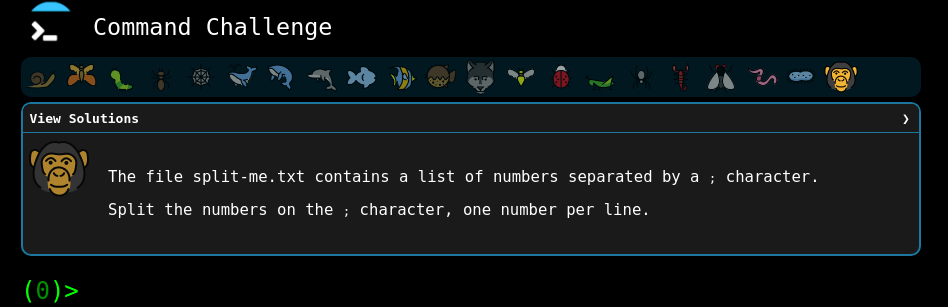 Command Challenge
View Solutions ❯
The file split-me.txt contains a list of numbers separated by a ; character.
Split the numbers on the ; character, one number per line.
(0)>